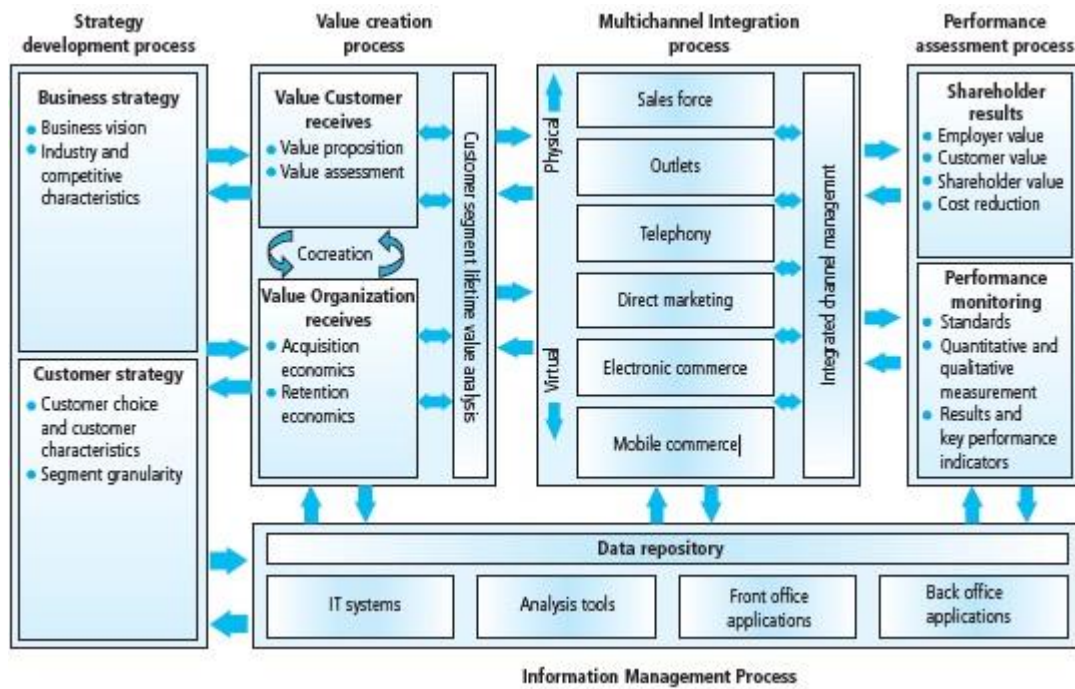 Strategy
development process
Value creation
process
Multichannel Integration
process
Performance
assessment process
Business strategy
Business vision
Industry and
competitive
characteristics
Customer strategy
Customer choice
and customer
characteristics
Segment granularity
Value Customer
receives
Value proposition
Value assessment
Cocreation
Value Organization
receives
Acquisition
economics
Retention
economics
Customer segment lifetime value analysis
Physical
Virtual
Sales force
Outlets
Telephony
Direct marketing
Electronic commerce
Mobile commerce
Integrated channel managemnt
Shareholder
results
Employer value
Customer value
Shareholder value
Cost reduction
Performance
monitoring
Standards
Quantitative and
qualitative
measurement
Results and
key performance
indicators
Data repository
IT systems
Analysis tools
Front office
applications
Back office
applications
Information Management Process